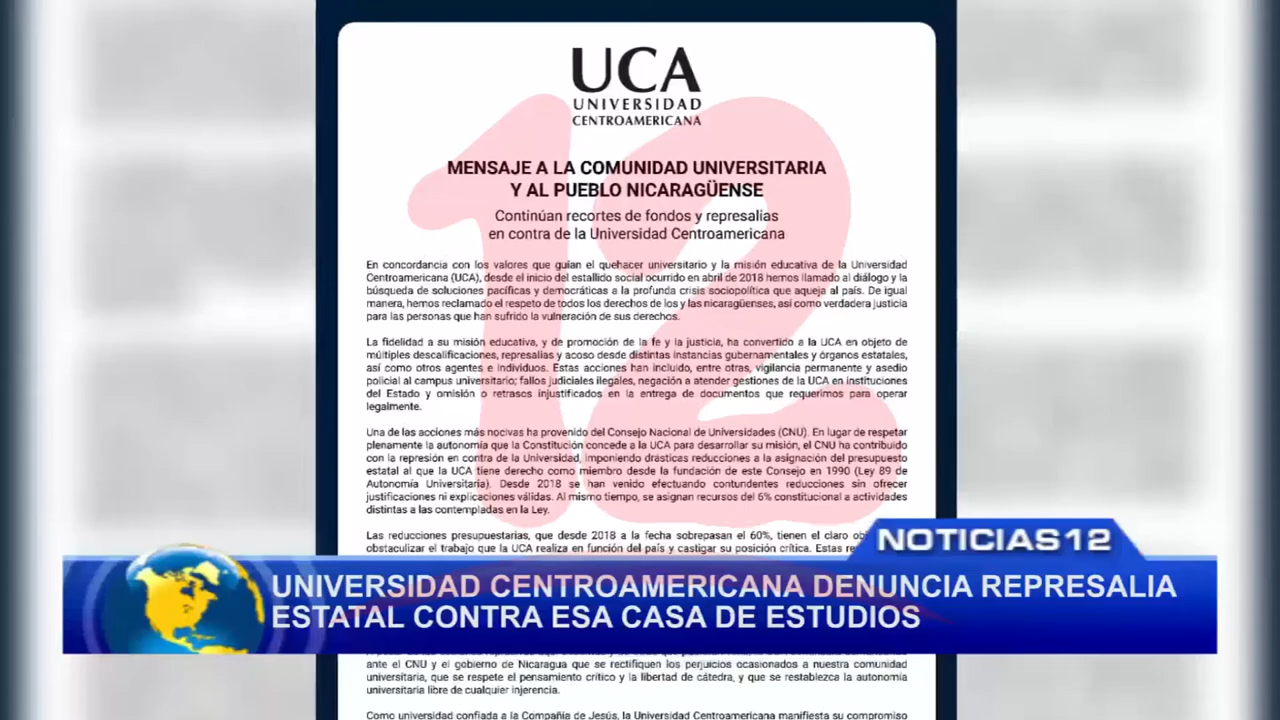 UCA
UNIVERSIDAD
CENTROAMERICANA
MENSAJE A LA COMUNIDAD UNIVERSITARIA
Y AL PUEBLO NICARAGÜENSE
Continúan recortes de fondos y represalias
en contra de la Universidad Centroamericana
En concordancia con los valores que guían el quehacer universitario y la misión educativa de la Universidad
Centroamericana (UCA), desde el inicio del estallido social ocurrido en abril de 2018 hemos llamado al diálogo y la
búsqueda de soluciones pacíficas y democráticas a la profunda crisis sociopolítica que aqueja al país. De igual
manera, hemos reclamado el respeto de todos los derechos de los y las nicaragüenses, así como verdadera justicia
para las personas que han sufrido la vulneración de sus derechos.
La fidelidad a su misión educativa, y de promoción de la fe y la justicia, ha convertido a la UCA en objeto de
múltiples descalificaciones, represalias y acoso desde distintas instancias gubernamentales y órganos estatales,
así como otros agentes e individuos. Estas acciones han incluido, entre otras, vigilancia permanente y asedio
policial al campus universitario; fallos judiciales ilegales, negación a atender gestiones de la UCA en instituciones
del Estado y omisión o retrasos injustificados en la entrega de documentos que requerimos para operar
legalmente.
Una de las acciones más nocivas ha provenido del Consejo Nacional de Universidades (CNU). En lugar de respetar
plenamente la autonomía que la Constitución concede a la UCA para desarrollar su misión, el CNU ha contribuido
con la represión en contra de la Universidad, imponiendo drásticas reducciones a la asignación del presupuesto
estatal al que la UCA tiene derecho como miembro desde la fundación de este Consejo en 1990 (Ley 89 de
Autonomía Universitaria). Desde 2018 se han venido efectuando contundentes reducciones sin ofrecer
justificaciones ni explicaciones válidas. Al mismo tiempo, se asignan recursos del 6% constitucional a actividades
distintas a las contempladas en la Ley.
Las reducciones presupuestarias, que desde 2018 a la fecha sobrepasan el 60%, tienen el claro
obstaculizar el trabajo que la UCA realiza en función del país y castigar su posición crítica. Estas
12
NOTICIAS12
UNIVERSIDAD CENTROAMERICANA DENUNCIA REPRESALIA
ESTATAL CONTRA ESA CASA DE ESTUDIOS
ante el CNU y el gobierno de Nicaragua que se rectifiquen los perjuicios ocasionados a nuestra comunidad
universitaria, que se respete el pensamiento crítico y la libertad de cátedra, y que se restablezca la autonomía
universitaria libre de cualquier injerencia.
Como universidad confiada a la Compañía de Jesús, la Universidad Centroamericana manifiesta su compromiso